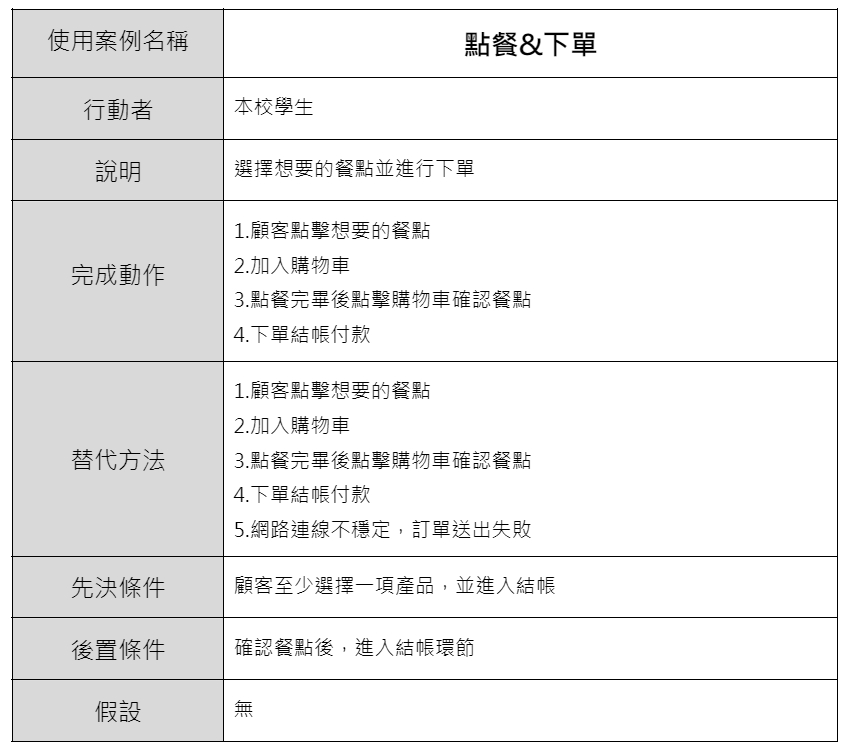 使用案例名稱
點餐&下單
行動者
本校學生
說明
選擇想要的餐點並進行下單
完成動作
1.顧客點擊想要的餐點
2.加入購物車
3.點餐完畢後點擊購物車確認餐點
4.下單結帳付款
替代方法
1.顧客點擊想要的餐點
2.加入購物車
3.點餐完畢後點擊購物車確認餐點
4.下單結帳付款
5.網路連線不穩定，訂單送出失敗
先決條件
顧客至少選擇一項產品，並進入結帳
後置條件
確認餐點後，進入結帳環節
假設
無